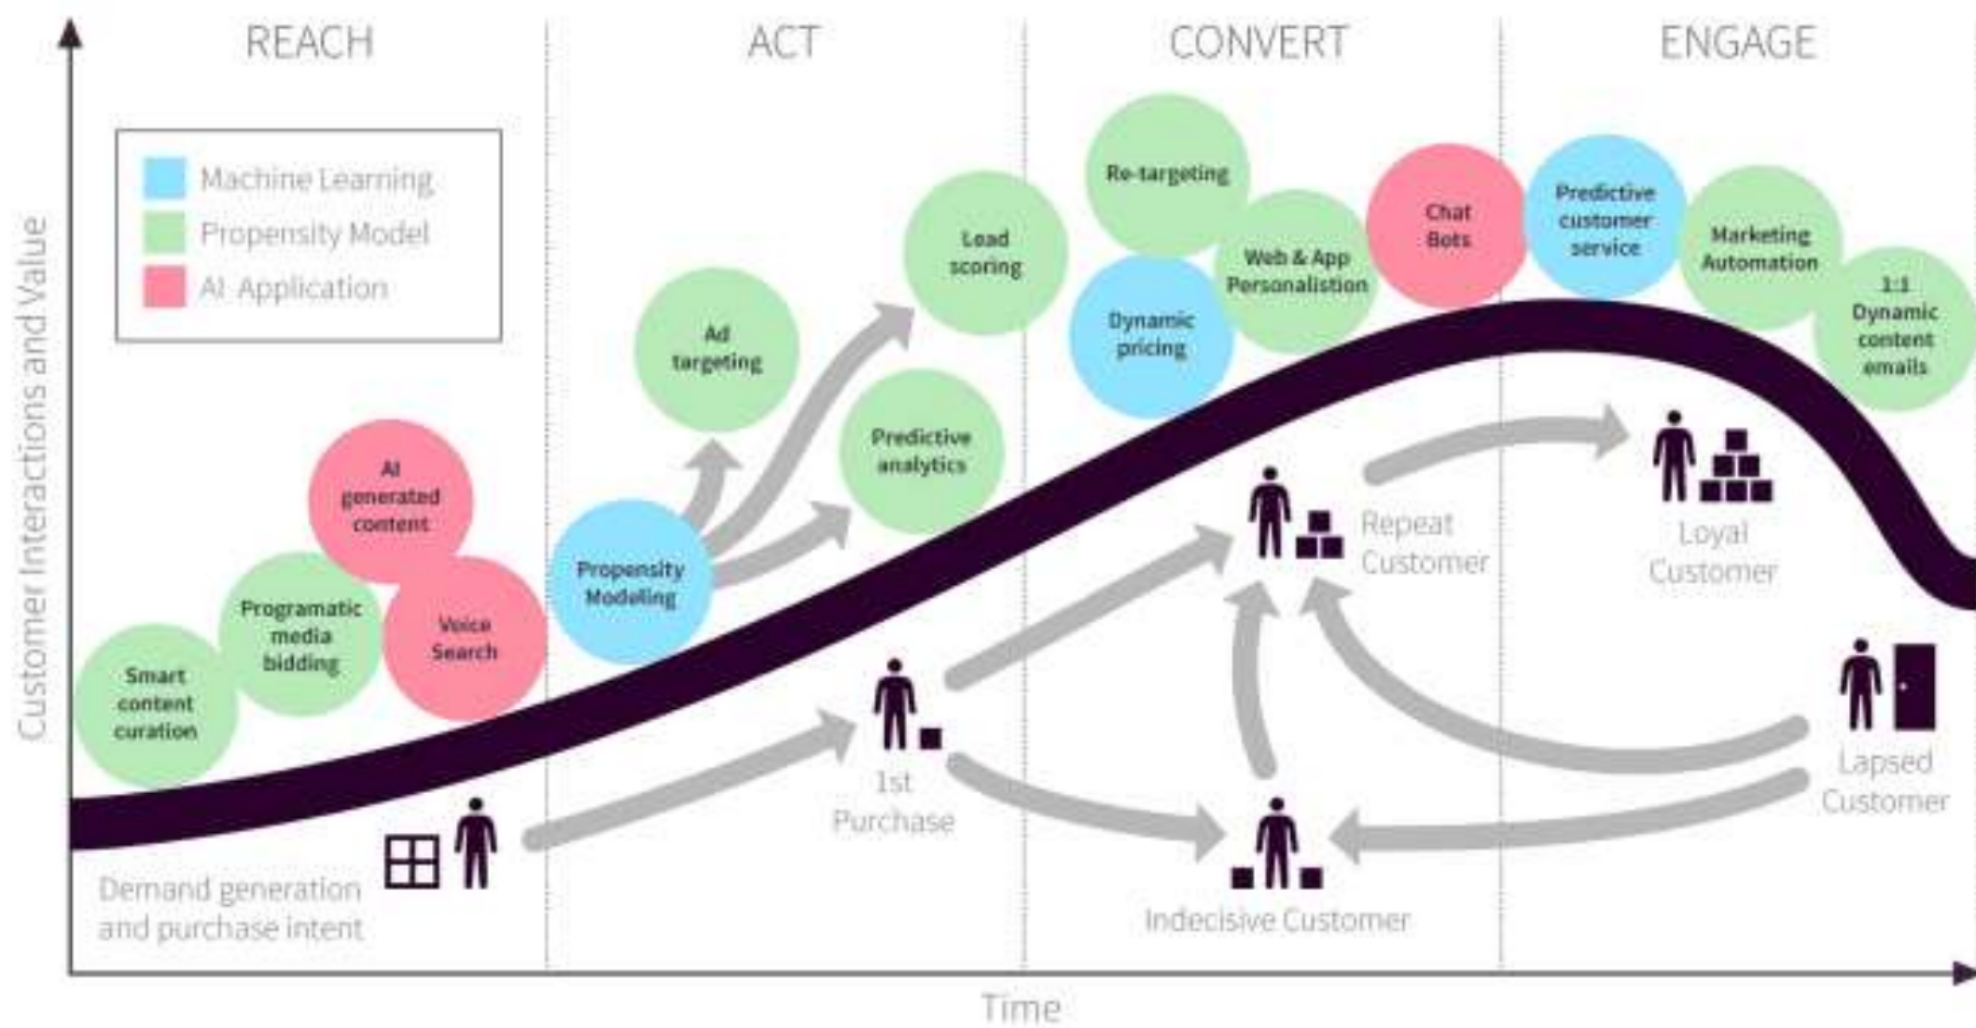 REACH
ACT
CONVERT
ENGAGE
Customer Interactions and Value
Machine Learning
Propensity Model
AI Application
Smart
content
curation
Programatic
media
bidding
AI
generated
content
Voice
Search
Propensity
Modeling
Ad
targeting
Lead
scoring
Predictive
analytics
Re-targeting
Dynamic
pricing
Web & App
Personalistion
Chat
Bots
Predictive
customer
service
Marketing
Automation
1:1
Dynamic
content
emails
Demand generation
and purchase intent
1st
Purchase
Repeat
Customer
Indecisive Customer
Loyal
Customer
Lapsed
Customer
Time